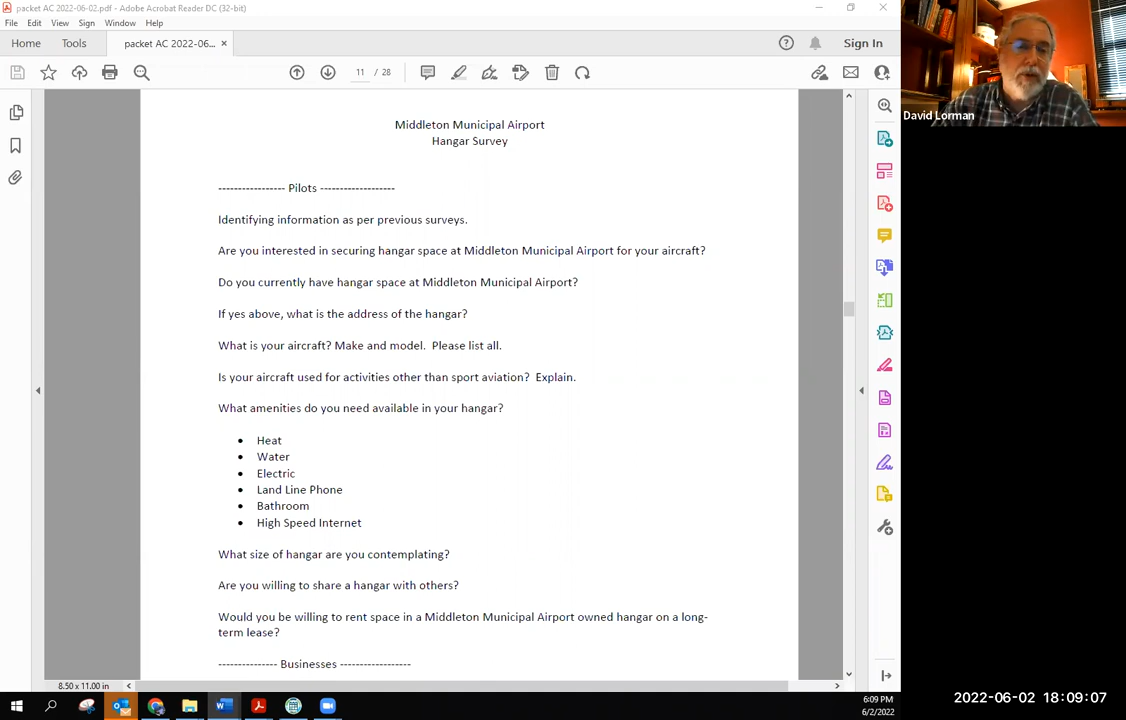 packet AC 2022-06-02.pdf - Adobe Acrobat Reader DC (32-bit)
File Edit View Sign Window Help
Home Tools packet AC 2022-06... × Sign In
11 / 28
David Lorman
Middleton Municipal Airport
Hangar Survey
----------------- Pilots -------------------
Identifying information as per previous surveys.
Are you interested in securing hangar space at Middleton Municipal Airport for your aircraft?
Do you currently have hangar space at Middleton Municipal Airport?
If yes above, what is the address of the hangar?
What is your aircraft? Make and model. Please list all.
Is your aircraft used for activities other than sport aviation? Explain.
What amenities do you need available in your hangar?
• Heat
• Water
• Electric
• Land Line Phone
• Bathroom
• High Speed Internet
What size of hangar are you contemplating?
Are you willing to share a hangar with others?
Would you be willing to rent space in a Middleton Municipal Airport owned hangar on a long-
term lease?
--------------- Businesses ------------------
8.50 x 11.00 in
6:09 PM
6/2/2022
2022-06-02 18:09:07